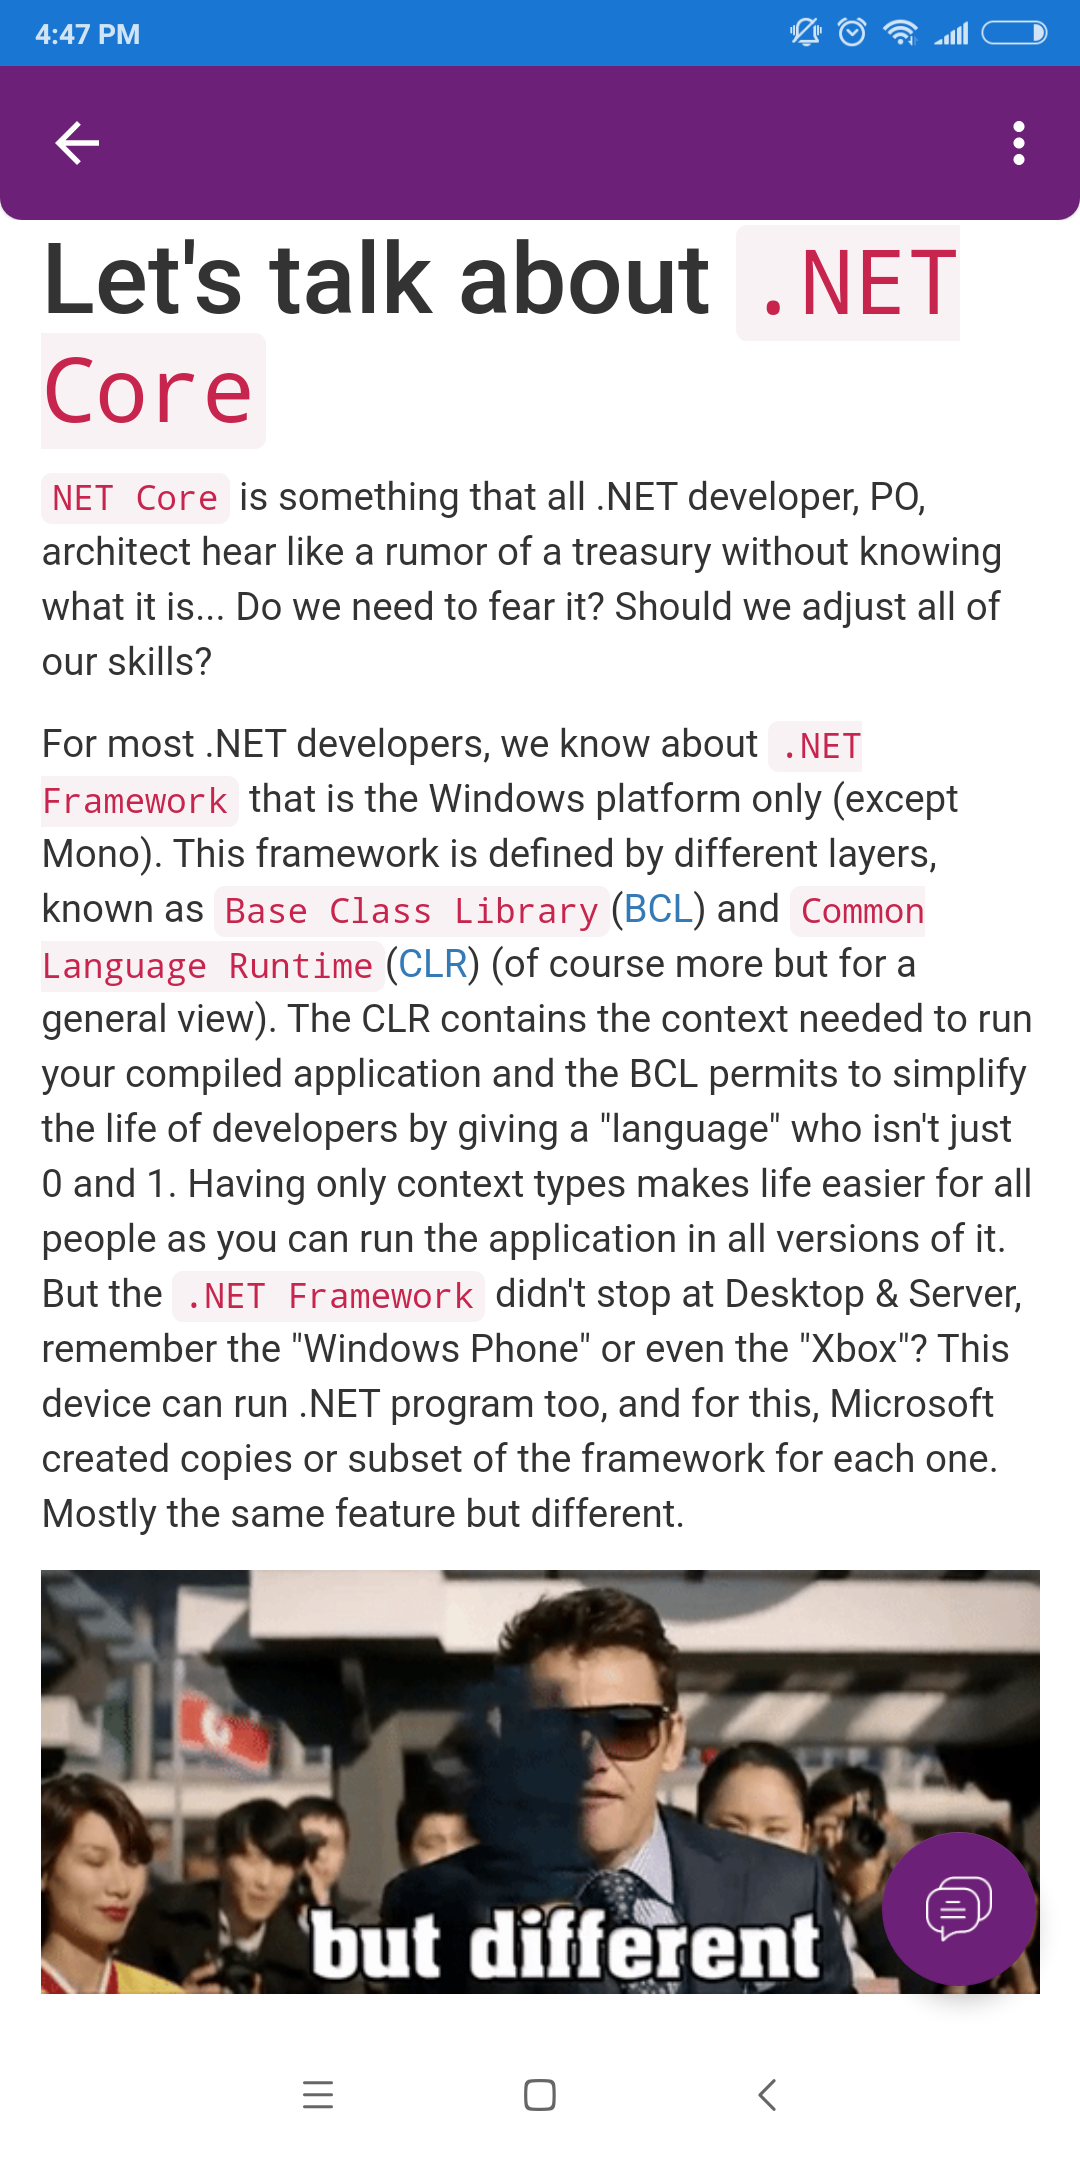 4:47 PM
Let's talk about .NET
Core
NET Core is something that all .NET developer, PO,
architect hear like a rumor of a treasury without knowing
what it is... Do we need to fear it? Should we adjust all of
our skills?
For most .NET developers, we know about .NET
Framework that is the Windows platform only (except
Mono). This framework is defined by different layers,
known as Base Class Library (BCL) and Common
Language Runtime (CLR) (of course more but for a
general view). The CLR contains the context needed to run
your compiled application and the BCL permits to simplify
the life of developers by giving a "language" who isn't just
0 and 1. Having only context types makes life easier for all
people as you can run the application in all versions of it.
But the .NET Framework didn't stop at Desktop & Server,
remember the "Windows Phone" or even the "Xbox"? This
device can run .NET program too, and for this, Microsoft
created copies or subset of the framework for each one.
Mostly the same feature but different.
but different